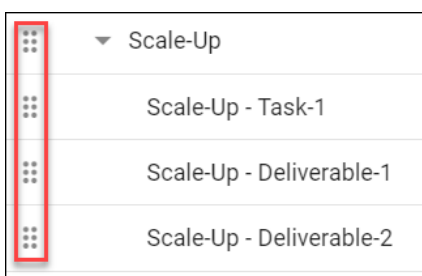 Scale-Up
Scale-Up - Task-1
Scale-Up - Deliverable-1
Scale-Up - Deliverable-2